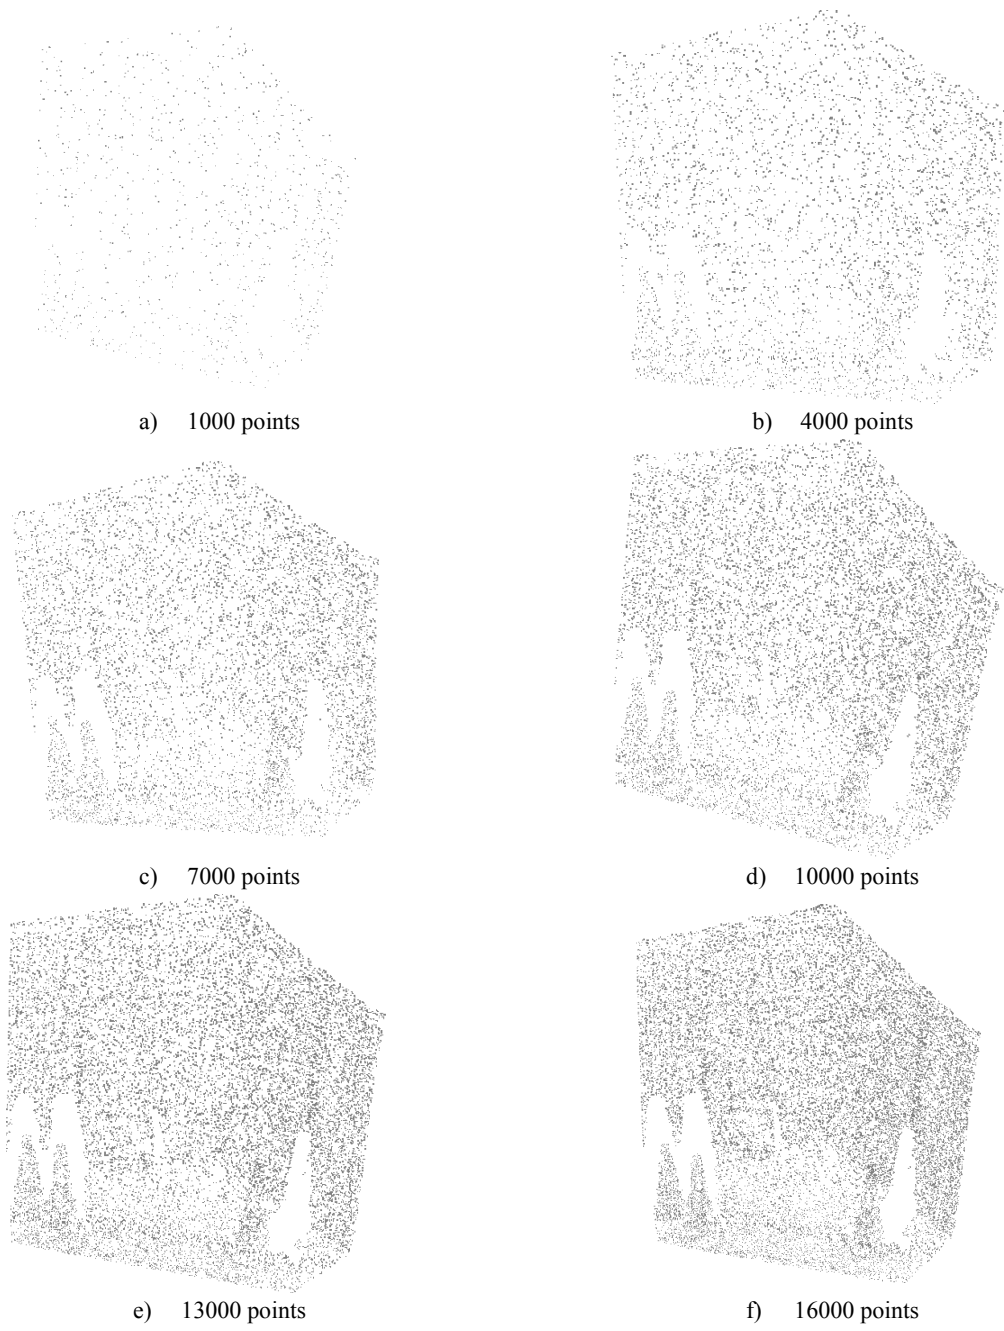 a) 1000 points
b) 4000 points
c) 7000 points
d) 10000 points
e) 13000 points
f) 16000 points